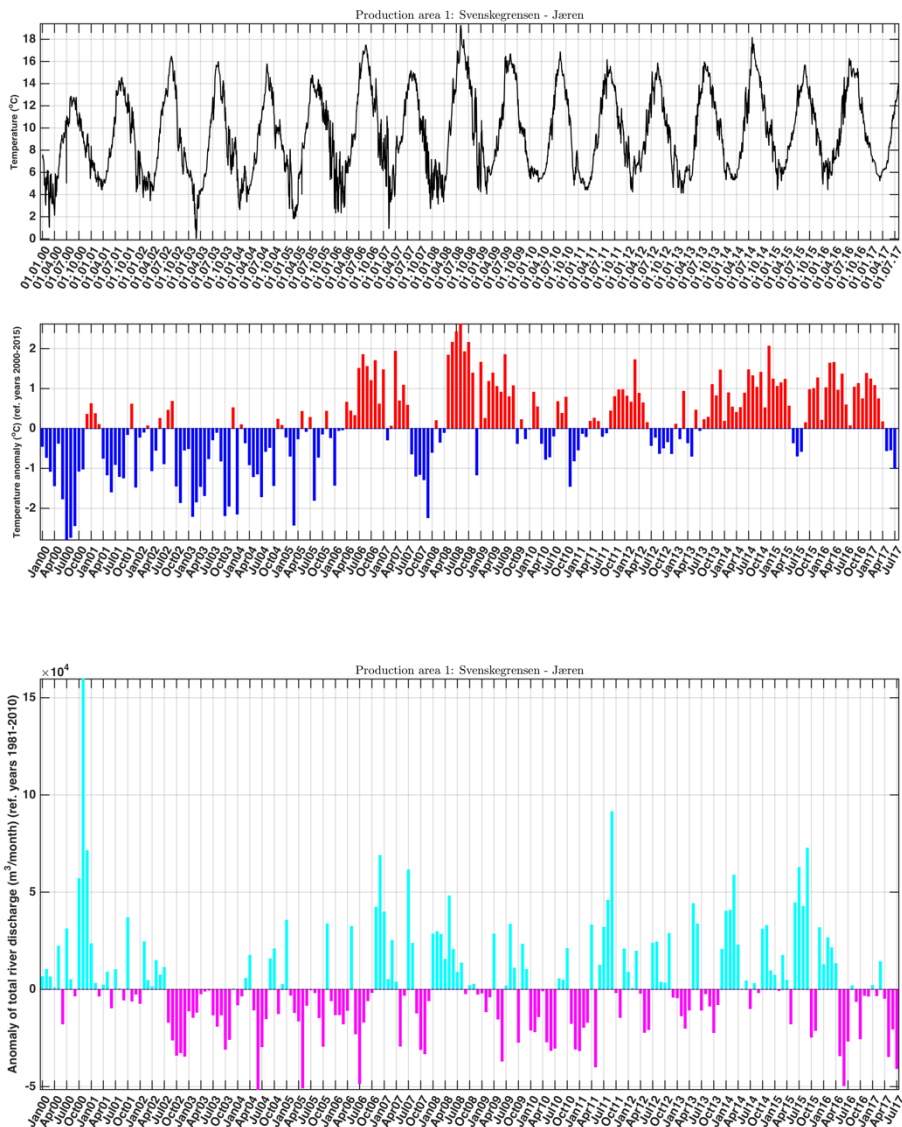 Production area 1: Svenskegrensen - Jæren
Temperature (°C)
18
16
14
12
10
8
6
4
2
0
01.01.00 01.04.00 01.07.00 01.10.00 01.01.01 01.04.01 01.07.01 01.10.01 01.01.02 01.04.02 01.07.02 01.10.02 01.01.03 01.04.03 01.07.03 01.10.03 01.01.04 01.04.04 01.07.04 01.10.04 01.01.05 01.04.05 01.07.05 01.10.05 01.01.06 01.04.06 01.07.06 01.10.06 01.01.07 01.04.07 01.07.07 01.10.07 01.01.08 01.04.08 01.07.08 01.10.08 01.01.09 01.04.09 01.07.09 01.10.09 01.01.10 01.04.10 01.07.10 01.10.10 01.01.11 01.04.11 01.07.11 01.10.11 01.01.12 01.04.12 01.07.12 01.10.12 01.01.13 01.04.13 01.07.13 01.10.13 01.01.14 01.04.14 01.07.14 01.10.14 01.01.15 01.04.15 01.07.15 01.10.15 01.01.16 01.04.16 01.07.16 01.10.16 01.01.17 01.04.17 01.07.17
Temperature anomaly (°C) (ref. years 2000-2015)
2
1
0
-1
-2
Jan00 Apr00 Jul00 Oct00 Jan01 Apr01 Jul01 Oct01 Jan02 Apr02 Jul02 Oct02 Jan03 Apr03 Jul03 Oct03 Jan04 Apr04 Jul04 Oct04 Jan05 Apr05 Jul05 Oct05 Jan06 Apr06 Jul06 Oct06 Jan07 Apr07 Jul07 Oct07 Jan08 Apr08 Jul08 Oct08 Jan09 Apr09 Jul09 Oct09 Jan10 Apr10 Jul10 Oct10 Jan11 Apr11 Jul11 Oct11 Jan12 Apr12 Jul12 Oct12 Jan13 Apr13 Jul13 Oct13 Jan14 Apr14 Jul14 Oct14 Jan15 Apr15 Jul15 Oct15 Jan16 Apr16 Jul16 Oct16 Jan17 Apr17 Jul17
Production area 1: Svenskegrensen - Jæren
×10⁴
Anomaly of total river discharge (m³/month) (ref. years 1981-2010)
15
10
5
0
-5
Jan00 Apr00 Jul00 Oct00 Jan01 Apr01 Jul01 Oct01 Jan02 Apr02 Jul02 Oct02 Jan03 Apr03 Jul03 Oct03 Jan04 Apr04 Jul04 Oct04 Jan05 Apr05 Jul05 Oct05 Jan06 Apr06 Jul06 Oct06 Jan07 Apr07 Jul07 Oct07 Jan08 Apr08 Jul08 Oct08 Jan09 Apr09 Jul09 Oct09 Jan10 Apr10 Jul10 Oct10 Jan11 Apr11 Jul11 Oct11 Jan12 Apr12 Jul12 Oct12 Jan13 Apr13 Jul13 Oct13 Jan14 Apr14 Jul14 Oct14 Jan15 Apr15 Jul15 Oct15 Jan16 Apr16 Jul16 Oct16 Jan17 Apr17 Jul17